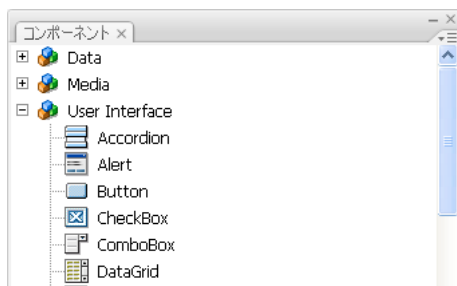 コンポーネント
Data
Media
User Interface
Accordion
Alert
Button
CheckBox
ComboBox
DataGrid